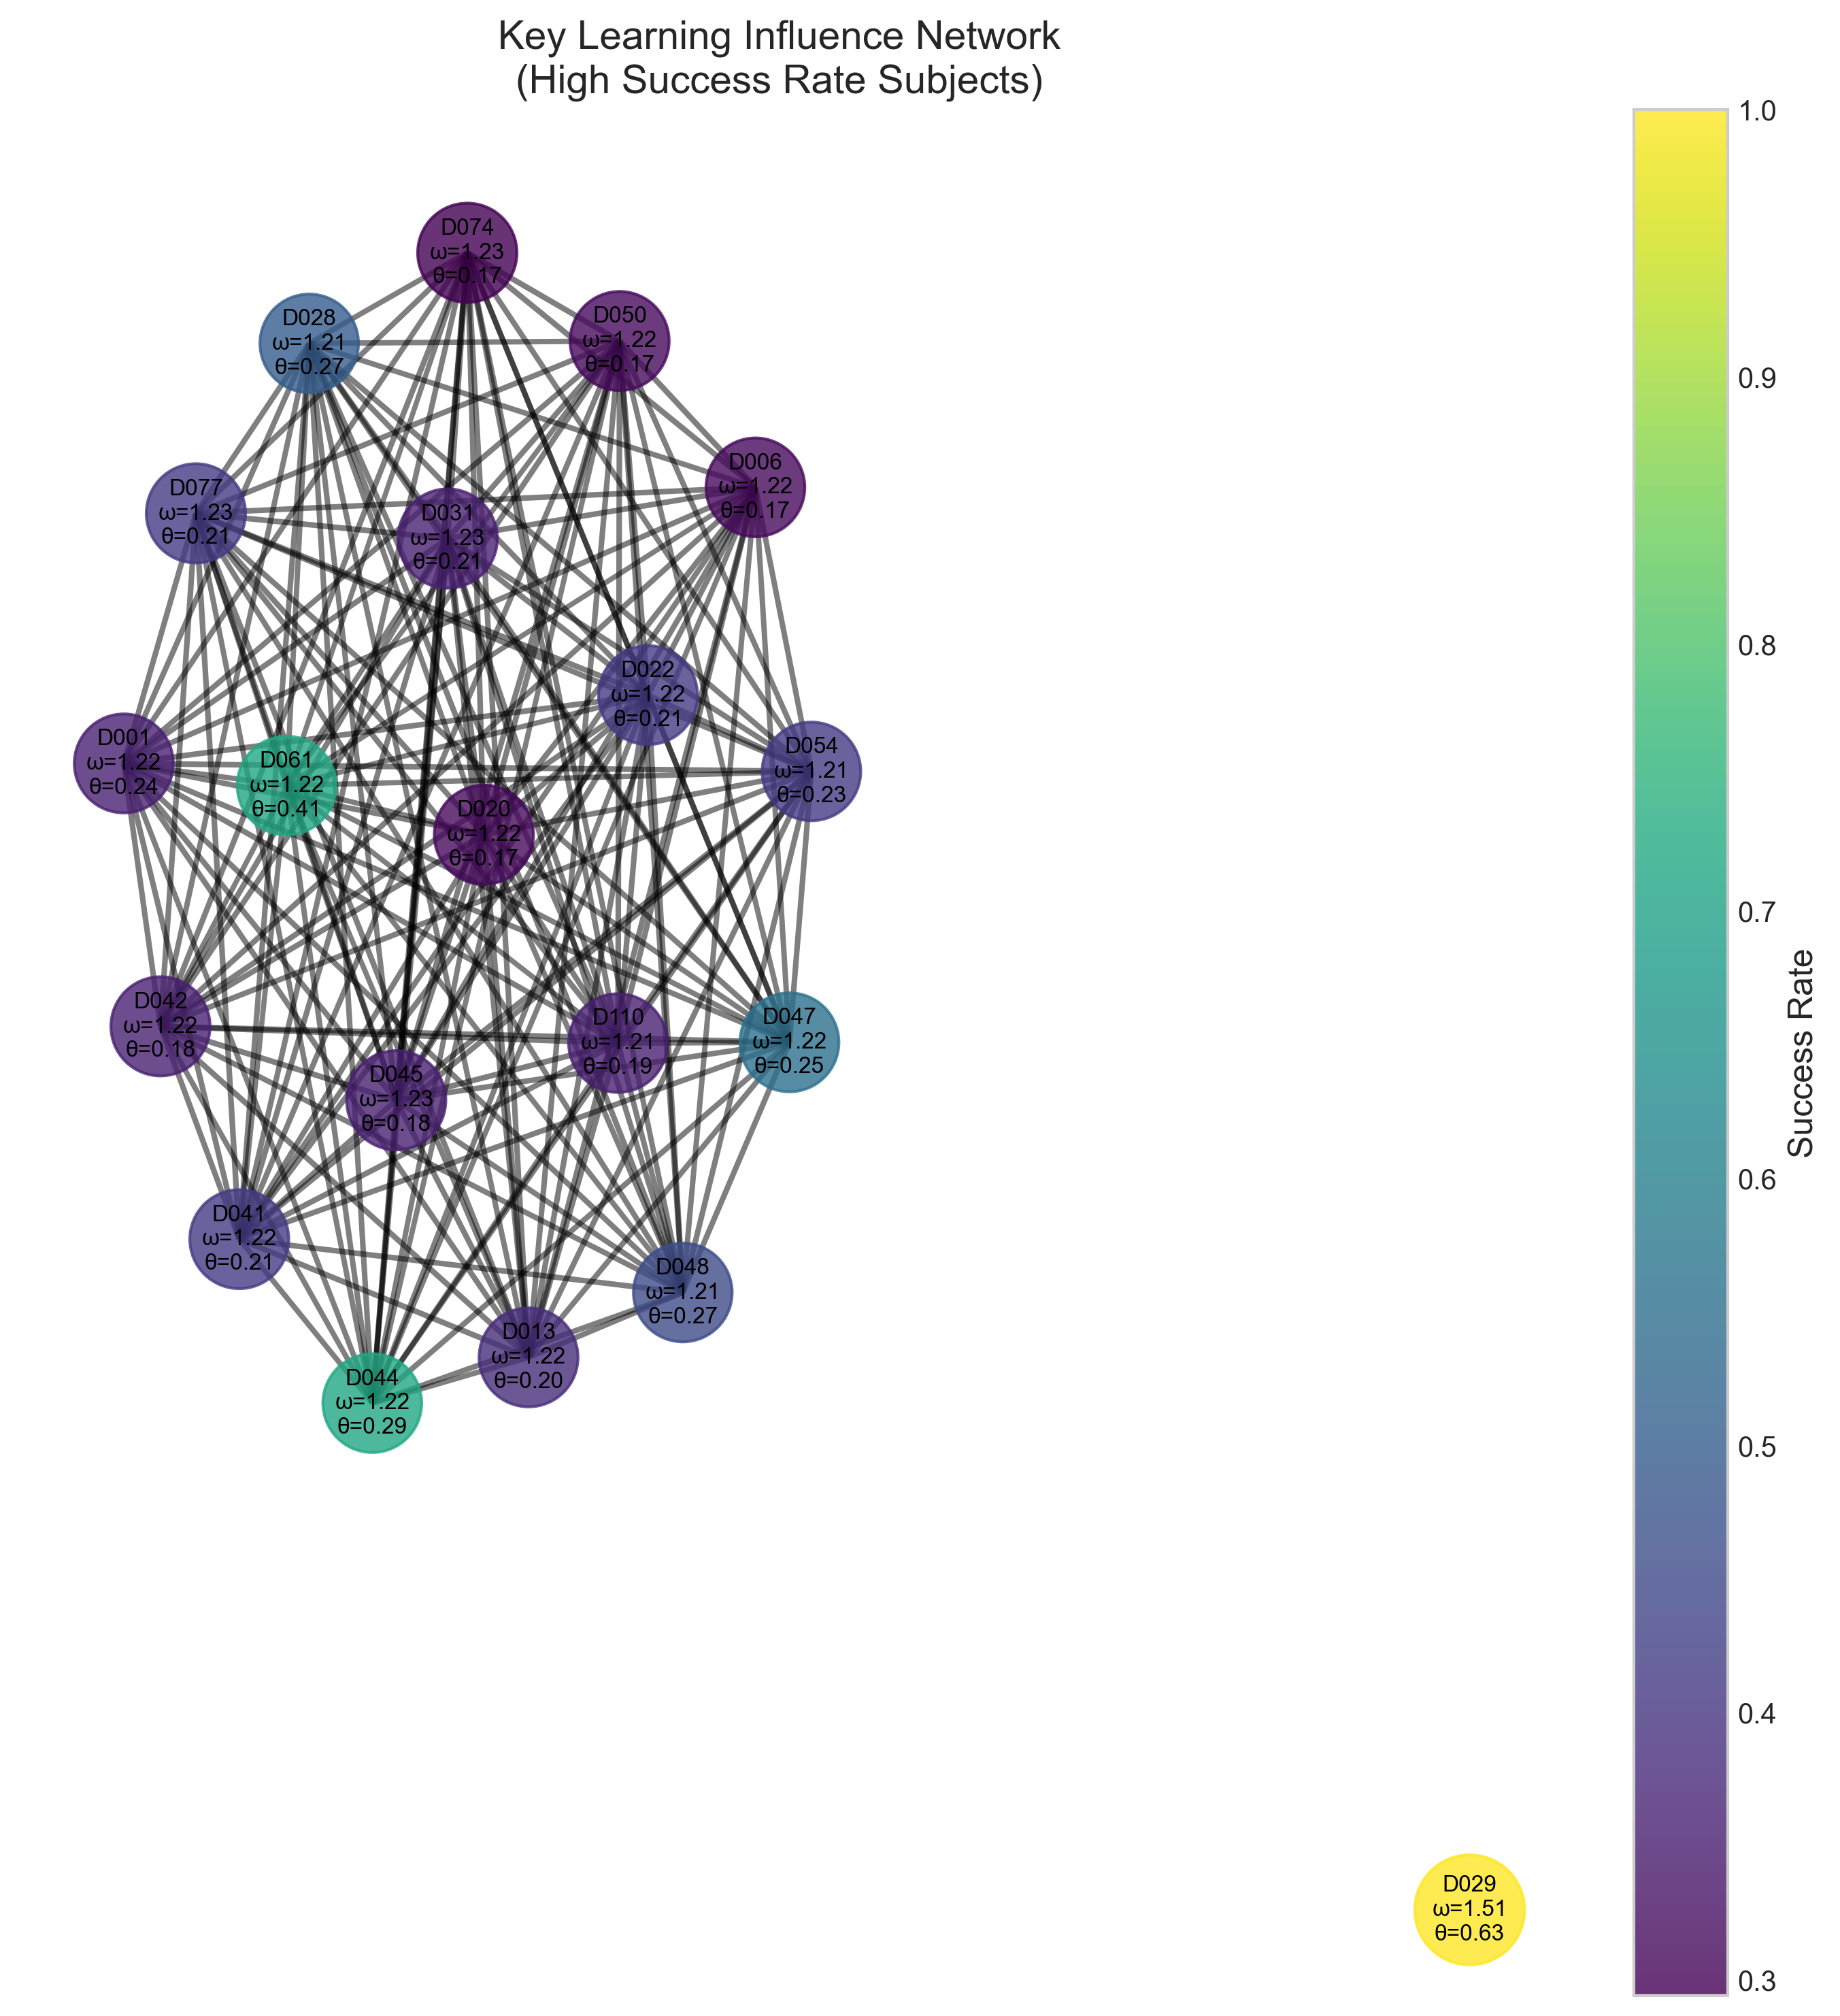 Key Learning Influence Network
(High Success Rate Subjects)
D074
ω=1.23
θ=0.17
D028
ω=1.21
θ=0.27
D050
ω=1.22
θ=0.17
D006
ω=1.22
θ=0.17
D077
ω=1.23
θ=0.21
D031
ω=1.23
θ=0.21
D022
ω=1.22
θ=0.21
D001
ω=1.22
θ=0.24
D061
ω=1.22
θ=0.41
D054
ω=1.21
θ=0.23
D020
ω=1.22
θ=0.17
D042
ω=1.22
θ=0.18
D110
ω=1.21
θ=0.19
D047
ω=1.22
θ=0.25
D045
ω=1.23
θ=0.18
D041
ω=1.22
θ=0.21
D048
ω=1.21
θ=0.27
D013
ω=1.22
θ=0.20
D044
ω=1.22
θ=0.29
D029
ω=1.51
θ=0.63
1.0
0.9
0.8
0.7
0.6
0.5
0.4
0.3
Success Rate